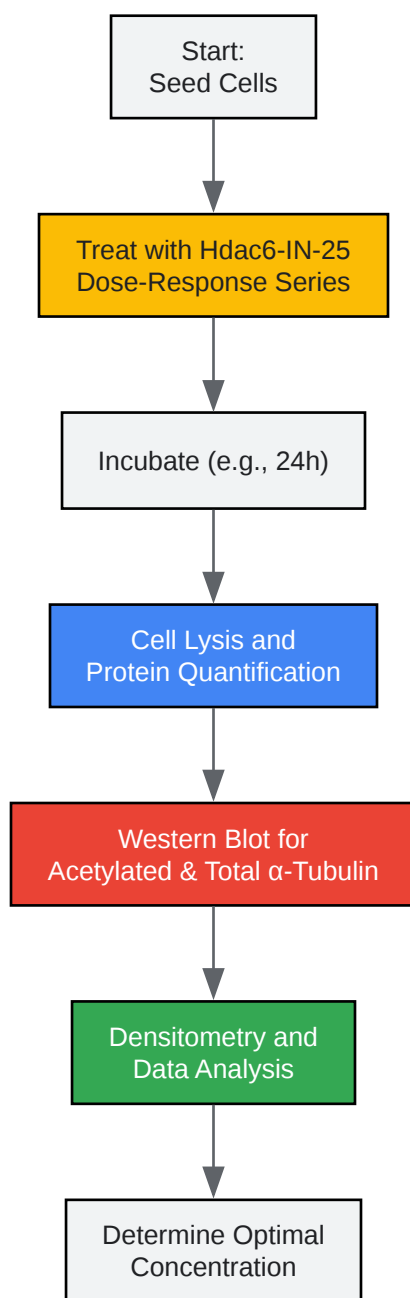 Start:
Seed Cells
Treat with Hdac6-IN-25
Dose-Response Series
Incubate (e.g., 24h)
Cell Lysis and
Protein Quantification
Western Blot for
Acetylated & Total α-Tubulin
Densitometry and
Data Analysis
Determine Optimal
Concentration